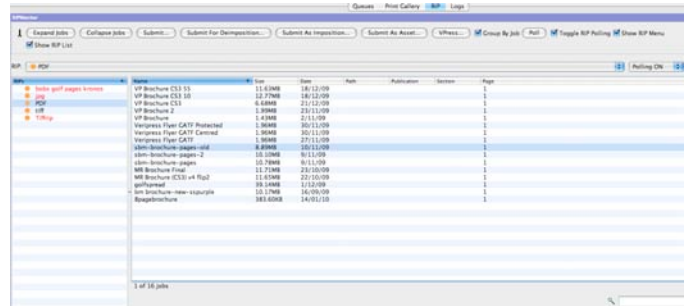 Queues Print Gallery RIP Logs
Expand Jobs Collapse Jobs Submit... Submit For Deimposition... Submit As Imposition... Submit As Asset... VPress... Group By Job Poll Toggle RIP Polling Show RIP Menu
Show RIP List
RIP: PDF Polling ON
RIPs Name Size Date Path Publication Section Page
VP Brochure CS3 SS 11.63MB 18/12/09 1
jpg VP Brochure CS3 10 12.77MB 18/12/09 1
PDF VP Brochure CS3 6.68MB 21/12/09 1
tiff VP Brochure 2 1.99MB 23/11/09 1
VP Brochure 1.43MB 2/11/09 1
Veripress Flyer GATF Protected 1.96MB 30/11/09 1
Veripress Flyer GATF Centred 1.96MB 30/11/09 1
Veripress Flyer GATF 1.96MB 27/11/09 1
sbm-brochure-pages-old 8.89MB 10/11/09 1
sbm-brochure-pages-2 10.10MB 9/11/09 1
sbm-brochure-pages 10.78MB 9/11/09 1
MR Brochure Final 11.71MB 23/10/09 1
MR Brochure (CS3) v4 flip2 11.65MB 22/10/09 1
golfspread 39.14MB 1/12/09 1
bm brochure-new-sspurple 10.17MB 16/09/09 1
8pagebrochure 383.60KB 14/01/10 1
1 of 16 jobs